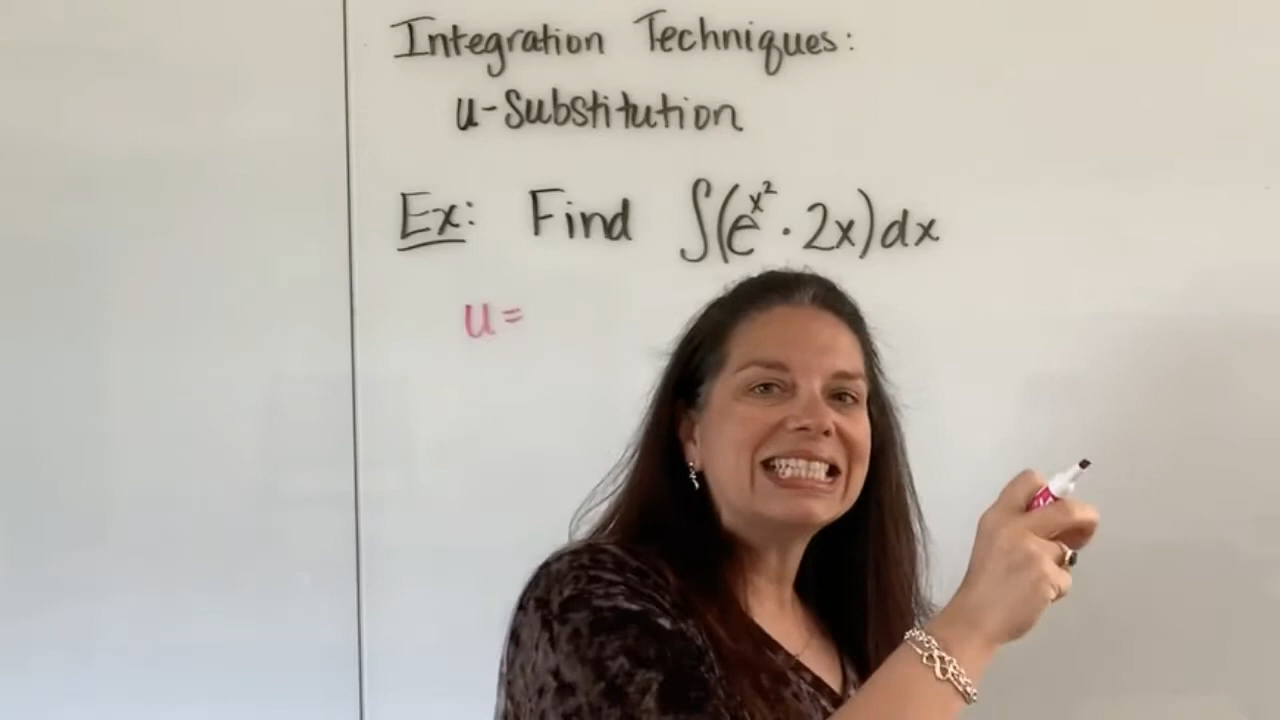 Integration Techniques:
u-Substitution
Ex: Find ∫(e^x² · 2x)dx
u=